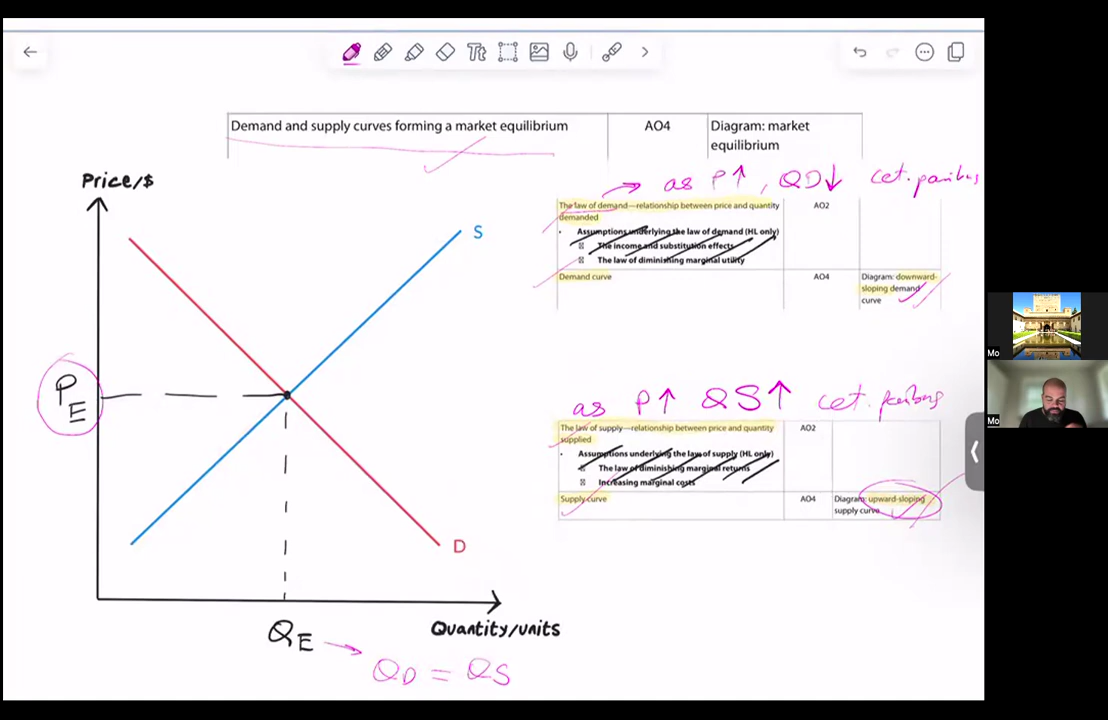 Tt
Demand and supply curves forming a market equilibrium
AO4
Diagram: market
equilibrium
Price/$
as P↑, QD↓ cet. paribus
The law of demand—relationship between price and quantity
demanded
AO2
Assumptions underlying the law of demand (HL only)
The income and substitution effects
The law of diminishing marginal utility
Demand curve
AO4
Diagram: downward-
sloping demand
curve
S
PE
as P↑ QS↑ cet. paribus
The law of supply—relationship between price and quantity
supplied
AO2
Assumptions underlying the law of supply (HL only)
The law of diminishing marginal returns
Increasing marginal costs
Supply curve
AO4
Diagram: upward-sloping
supply curve
D
Quantity/units
QE → QD = QS
Mo
Mo